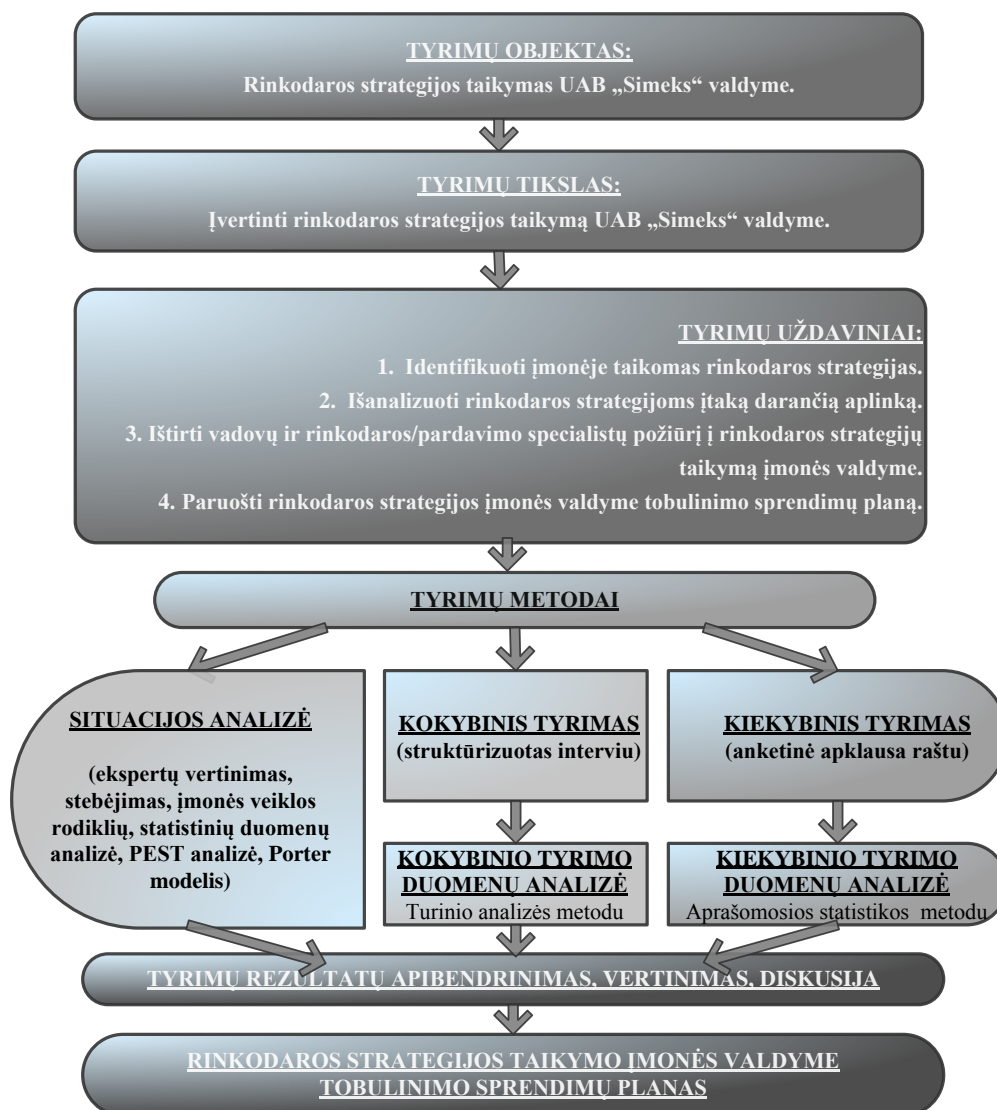 TYRIMŲ OBJEKTAS:
Rinkodaros strategijos taikymas UAB „Simeks“ valdyme.
TYRIMŲ TIKSLAS:
Įvertinti rinkodaros strategijos taikymą UAB „Simeks“ valdyme.
TYRIMŲ UŽDAVINIAI:
1. Identifikuoti įmonėje taikomas rinkodaros strategijas.
2. Išanalizuoti rinkodaros strategijoms įtaką darančią aplinką.
3. Ištirti vadovų ir rinkodaros/pardavimo specialistų požiūrį į rinkodaros strategijų
taikymą įmonės valdyme.
4. Paruošti rinkodaros strategijos įmonės valdyme tobulinimo sprendimų planą.
TYRIMŲ METODAI
SITUACIJOS ANALIZĖ
(ekspertų vertinimas,
stebėjimas, įmonės veiklos
rodiklių, statistinių duomenų
analizė, PEST analizė, Porter
modelis)
KOKYBINIS TYRIMAS
(struktūrizuotas interviu)
KIEKYBINIS TYRIMAS
(anketinė apklausa raštu)
KOKYBINIO TYRIMO
DUOMENŲ ANALIZĖ
Turinio analizės metodu
KIEKYBINIO TYRIMO
DUOMENŲ ANALIZĖ
Aprašomosios statistikos metodu
TYRIMŲ REZULTATŲ APIBENDRINIMAS, VERTINIMAS, DISKUSIJA
RINKODAROS STRATEGIJOS TAIKYMO ĮMONĖS VALDYME
TOBULINIMO SPRENDIMŲ PLANAS